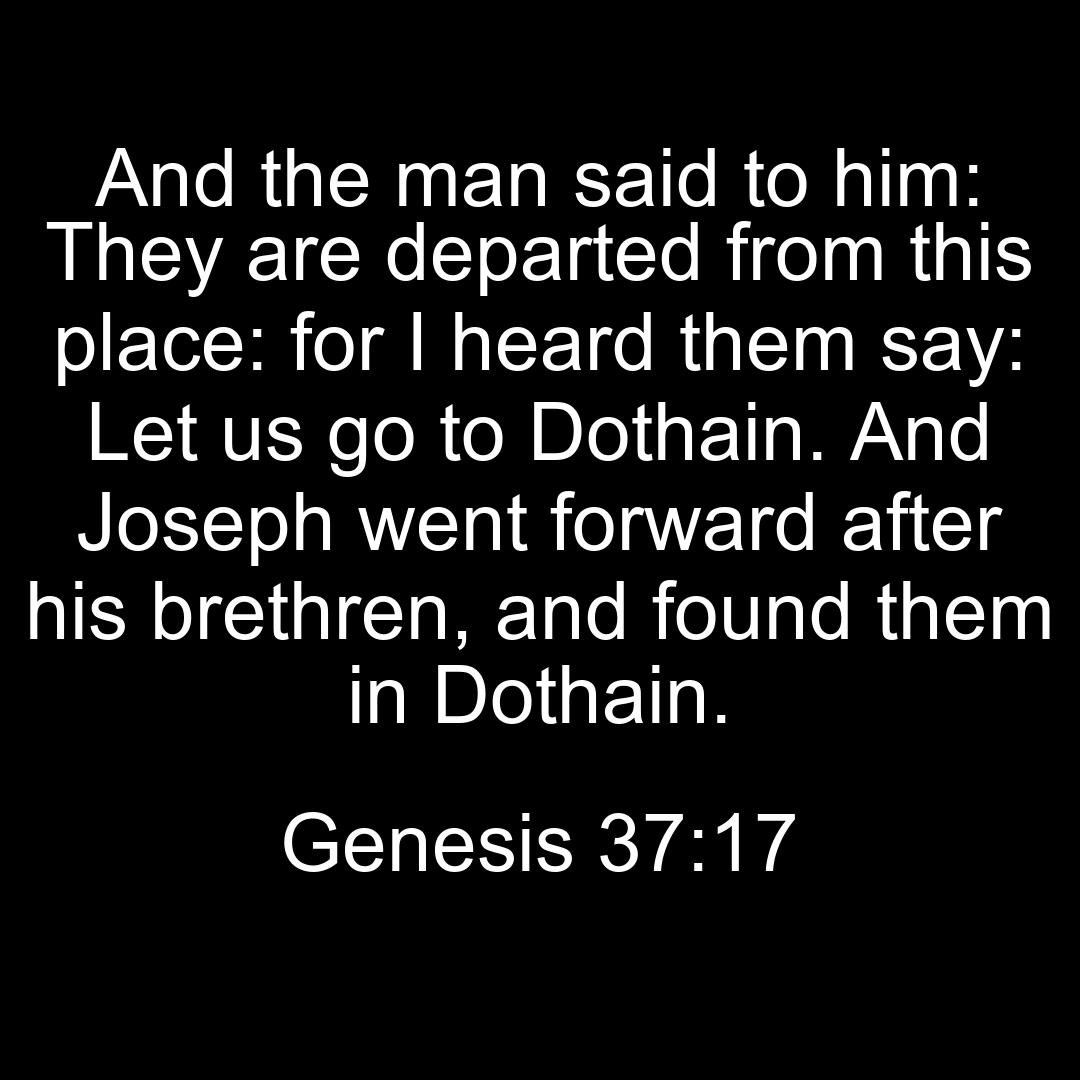 And the man said to him:
They are departed from this
place: for I heard them say:
Let us go to Dothain. And
Joseph went forward after
his brethren, and found them
in Dothain.
Genesis 37:17